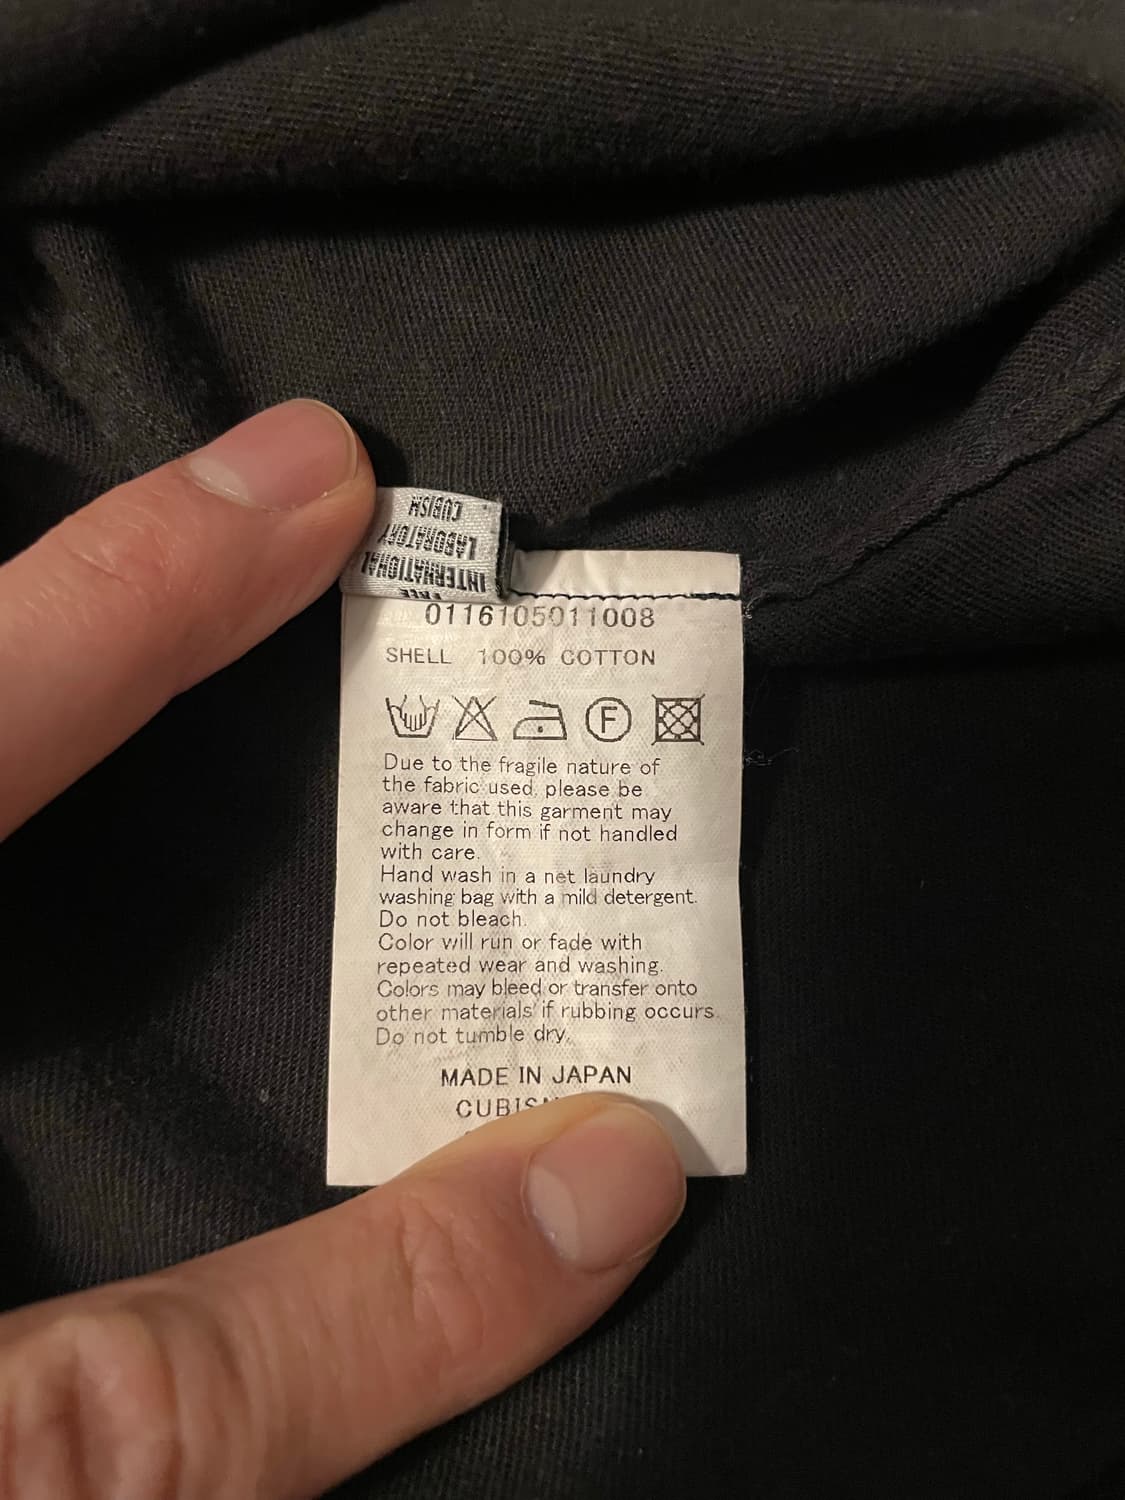 CUBISM
LABORATORY
INTERNATIONAL
FREE
0116105011008
SHELL 100% COTTON
F
Due to the fragile nature of
the fabric used, please be
aware that this garment may
change in form if not handled
with care.
Hand wash in a net laundry
washing bag with a mild detergent.
Do not bleach.
Color will run or fade with
repeated wear and washing.
Colors may bleed or transfer onto
other materials if rubbing occurs.
Do not tumble dry.
MADE IN JAPAN